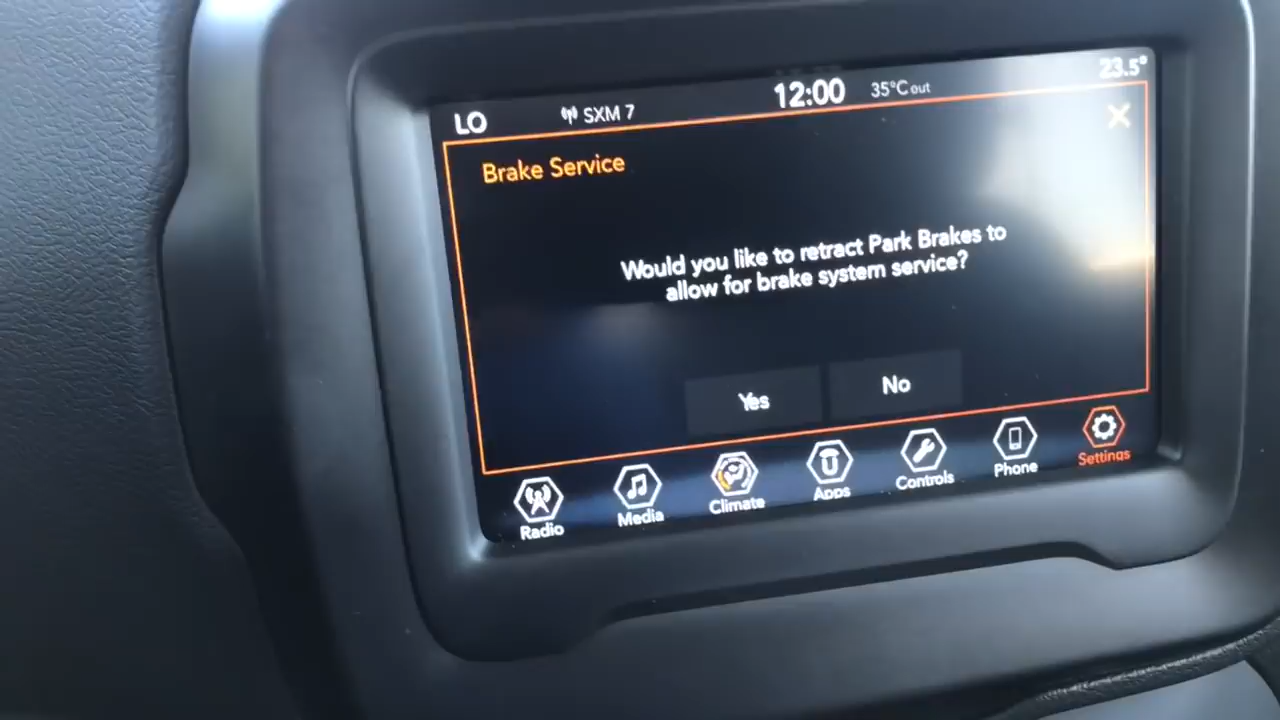 LO
SXM 7
12:00
35°C out
23.5°
Brake Service
Would you like to retract Park Brakes to
allow for brake system service?
Yes
No
Radio
Media
Climate
Apps
Controls
Phone
Settings